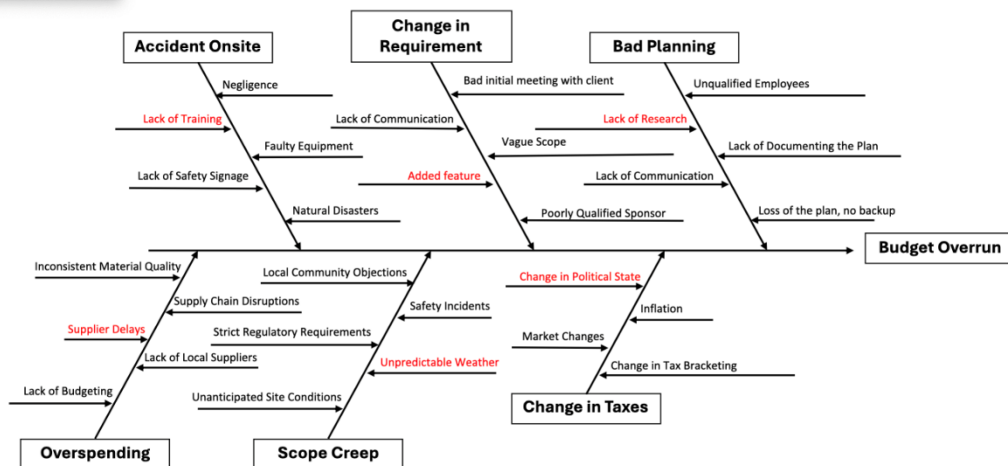 Accident Onsite
Change in
Requirement
Bad Planning
Negligence
Lack of Training
Faulty Equipment
Lack of Safety Signage
Natural Disasters
Bad initial meeting with client
Lack of Communication
Vague Scope
Added feature
Poorly Qualified Sponsor
Unqualified Employees
Lack of Research
Lack of Documenting the Plan
Lack of Communication
Loss of the plan, no backup
Budget Overrun
Inconsistent Material Quality
Supply Chain Disruptions
Supplier Delays
Lack of Local Suppliers
Lack of Budgeting
Local Community Objections
Safety Incidents
Strict Regulatory Requirements
Unpredictable Weather
Unanticipated Site Conditions
Change in Political State
Inflation
Market Changes
Change in Tax Bracketing
Overspending
Scope Creep
Change in Taxes